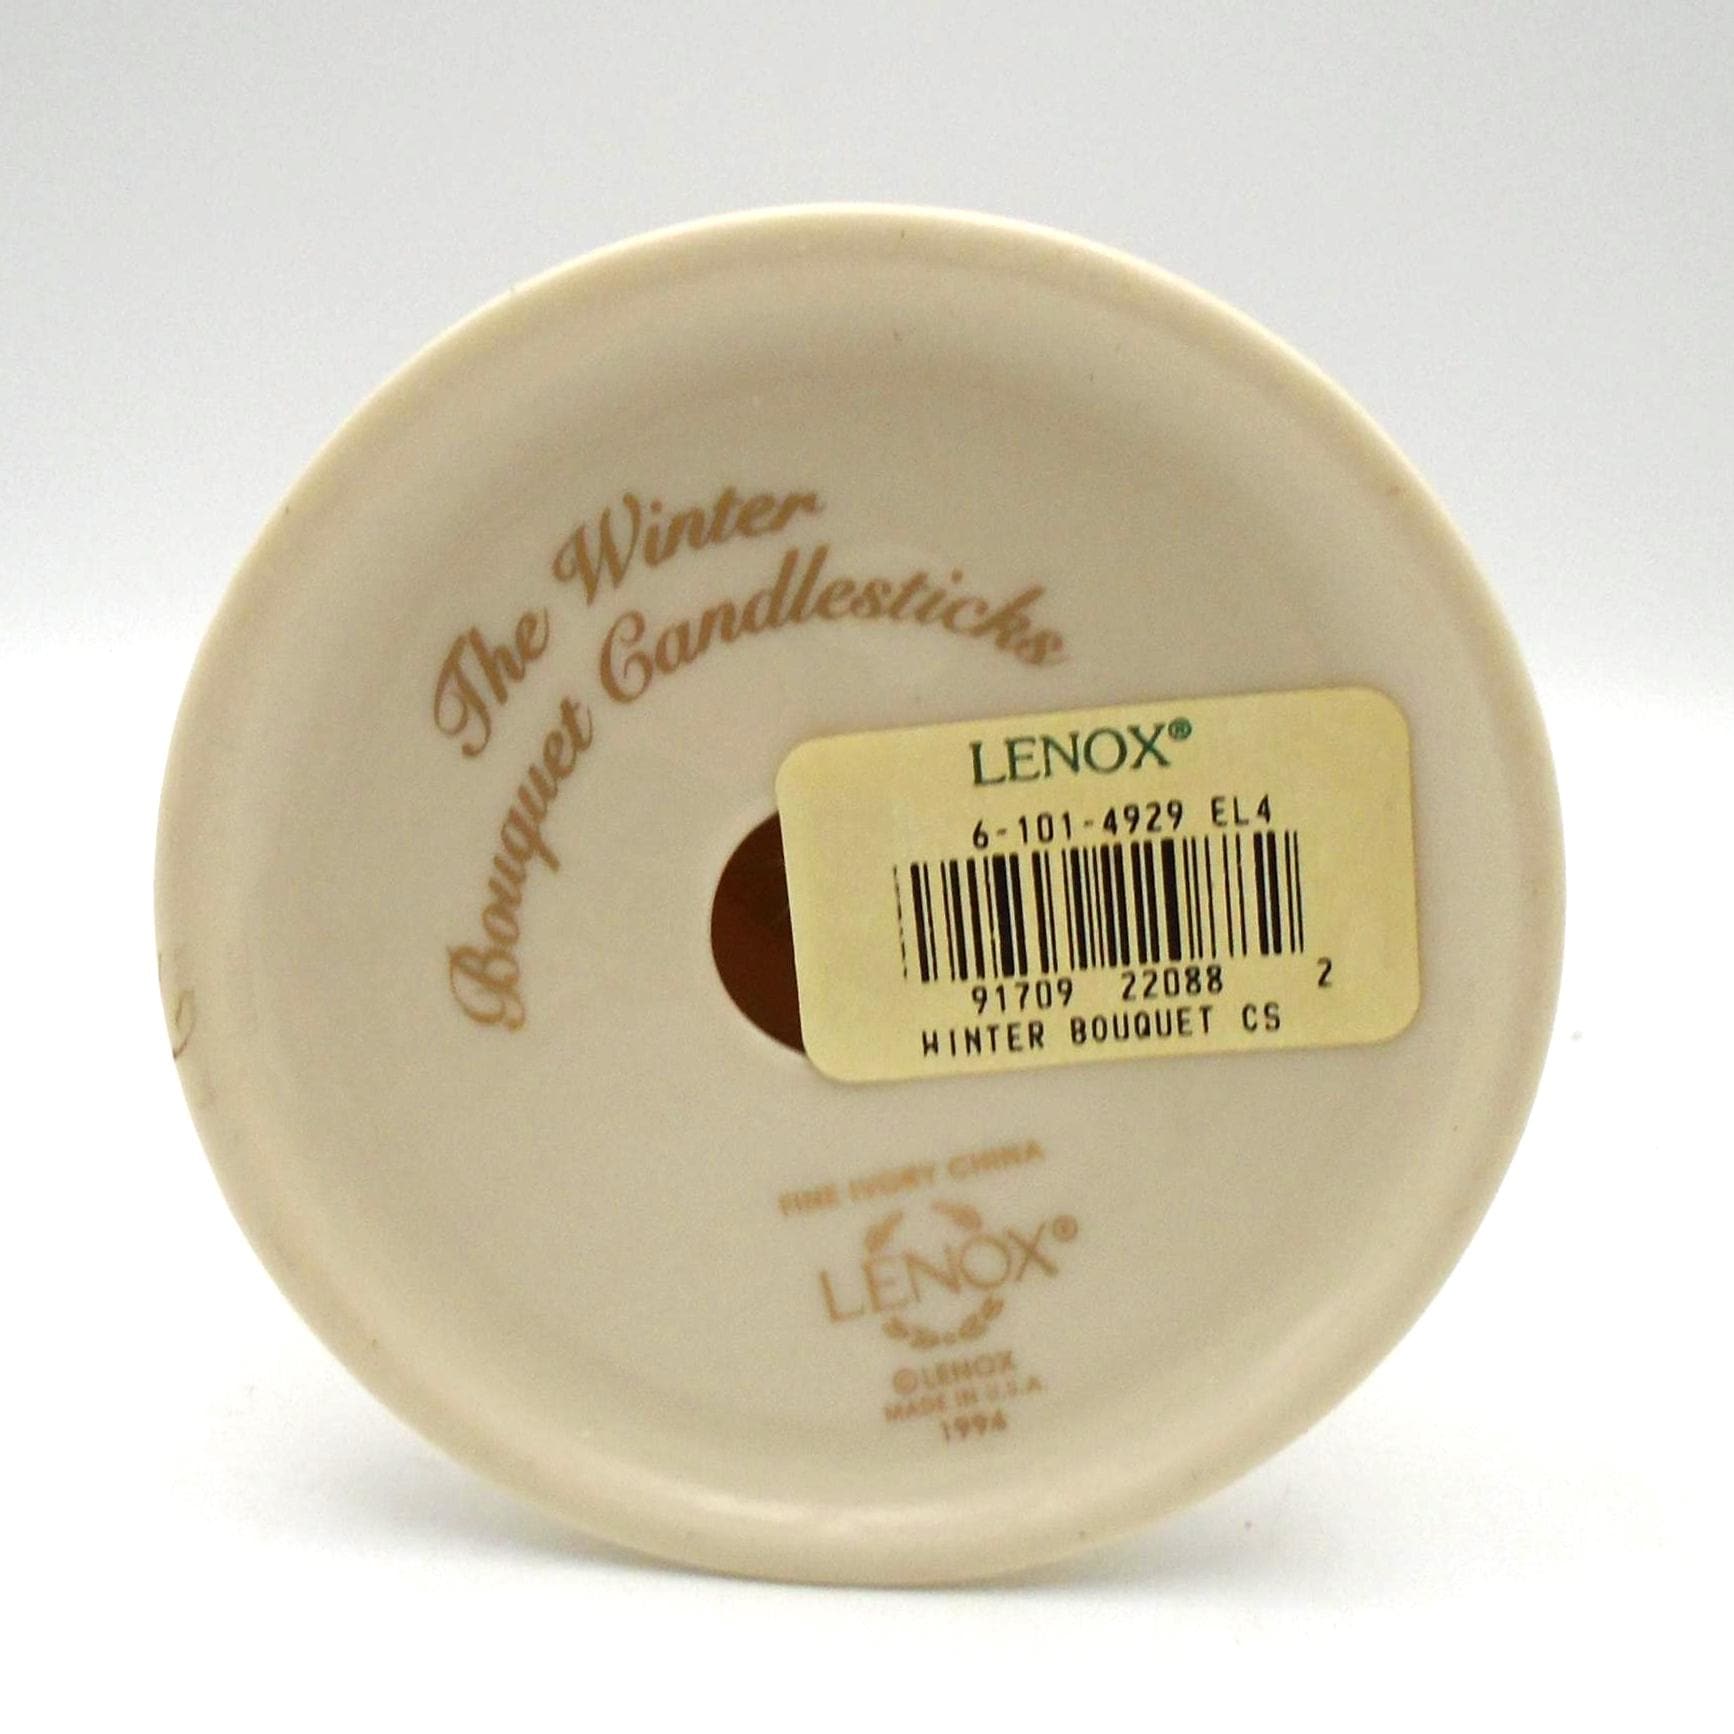 The Winter
Bouquet Candlesticks
LENOX®
6-101-4929 EL4
91709 22088 2
WINTER BOUQUET CS
FINE IVORY CHINA
LENOX®
©LENOX
MADE IN U.S.A
1994